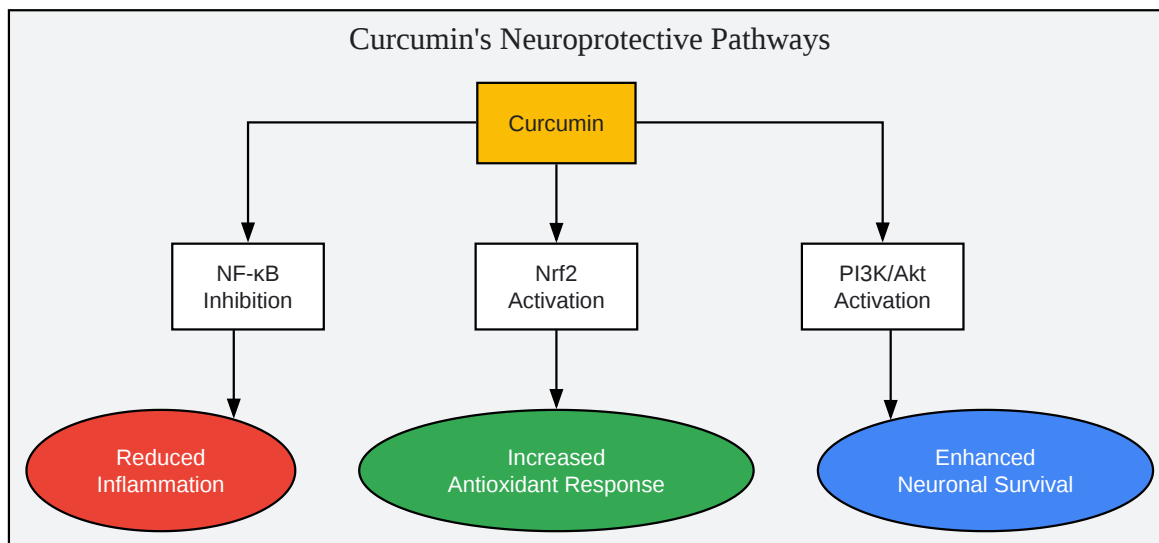 Curcumin's Neuroprotective Pathways
Curcumin
NF-κB
Inhibition
Nrf2
Activation
PI3K/Akt
Activation
Reduced
Inflammation
Increased
Antioxidant Response
Enhanced
Neuronal Survival